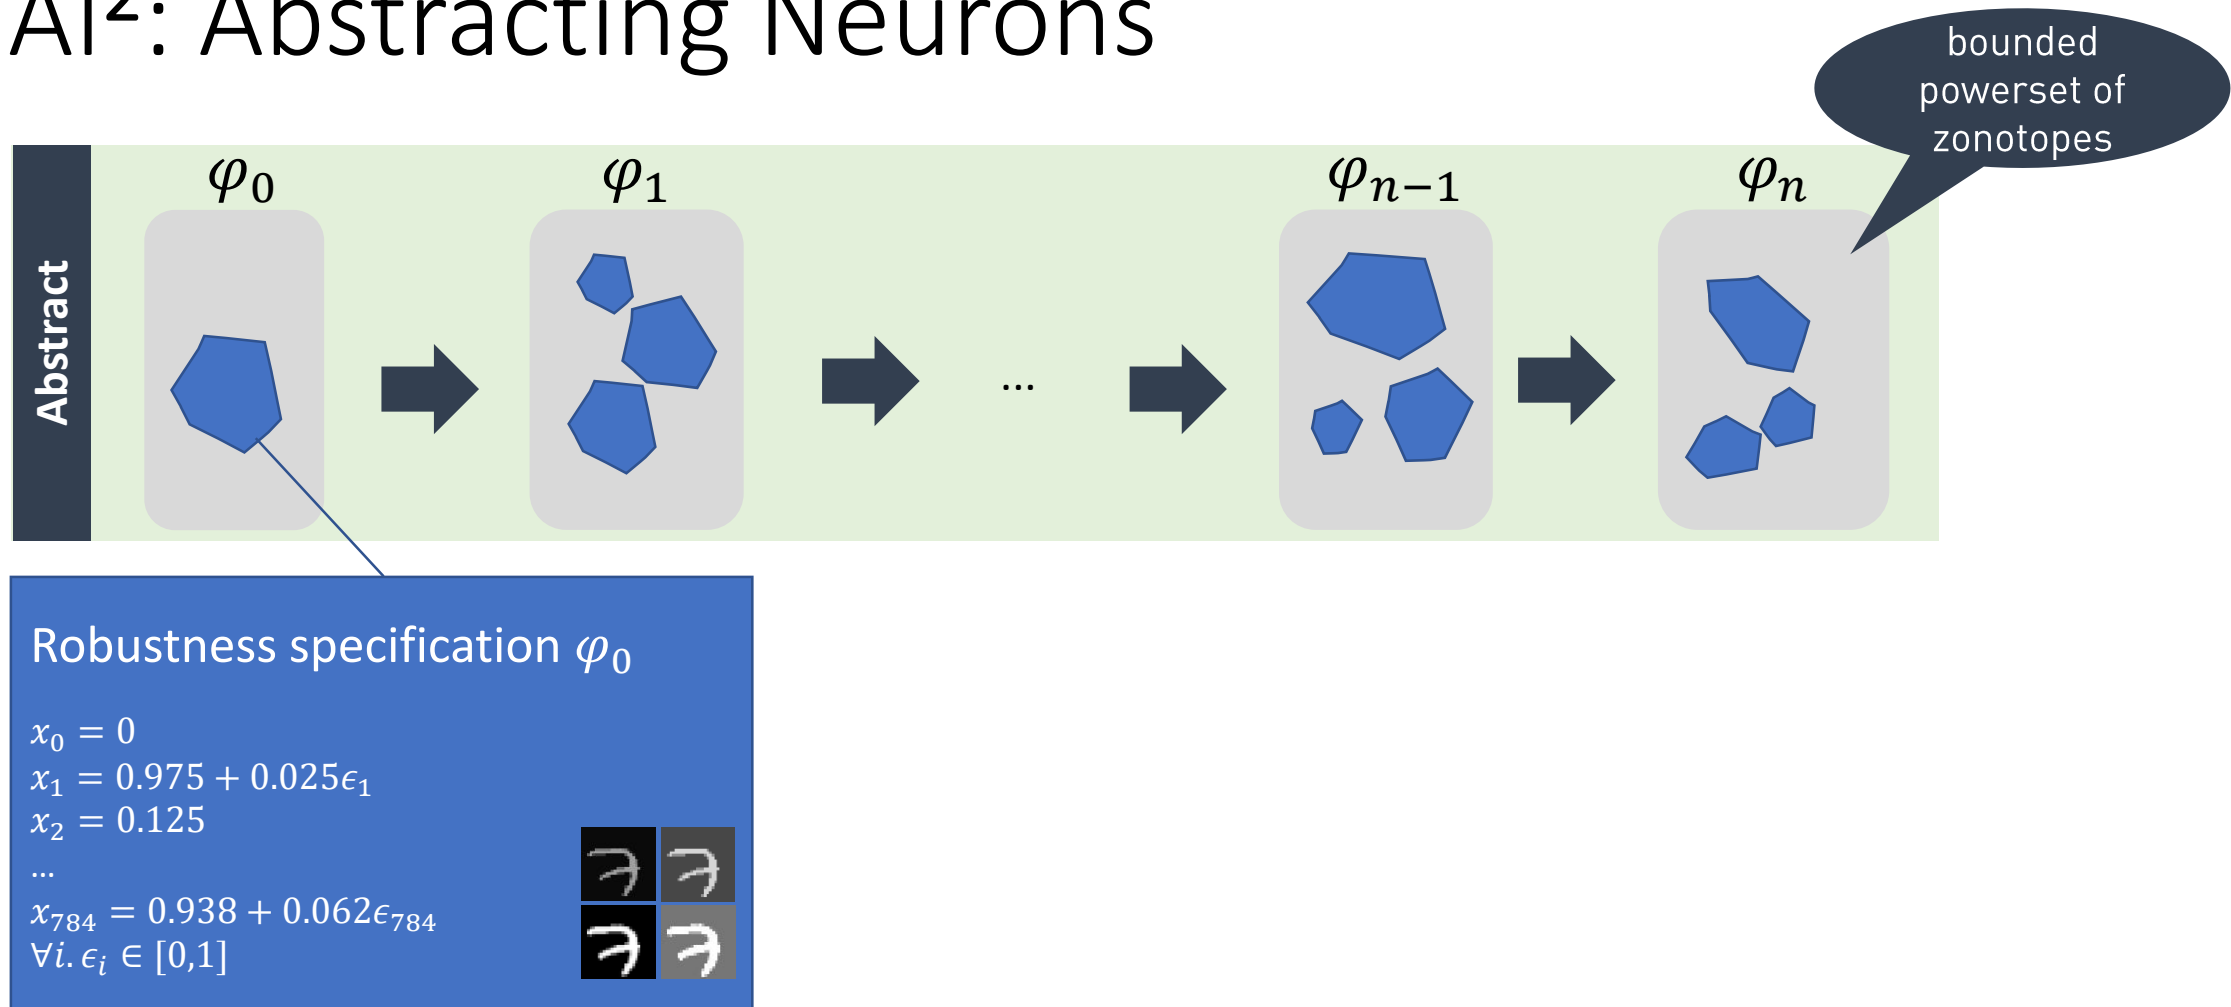 AI²: Abstracting Neurons
bounded
powerset of
zonotopes
Abstract
φ₀
φ₁
φₙ₋₁
φₙ
...
Robustness specification φ₀
x₀ = 0
x₁ = 0.975 + 0.025ϵ₁
x₂ = 0.125
...
x₇₈₄ = 0.938 + 0.062ϵ₇₈₄
∀i. ϵᵢ ∈ [0,1]